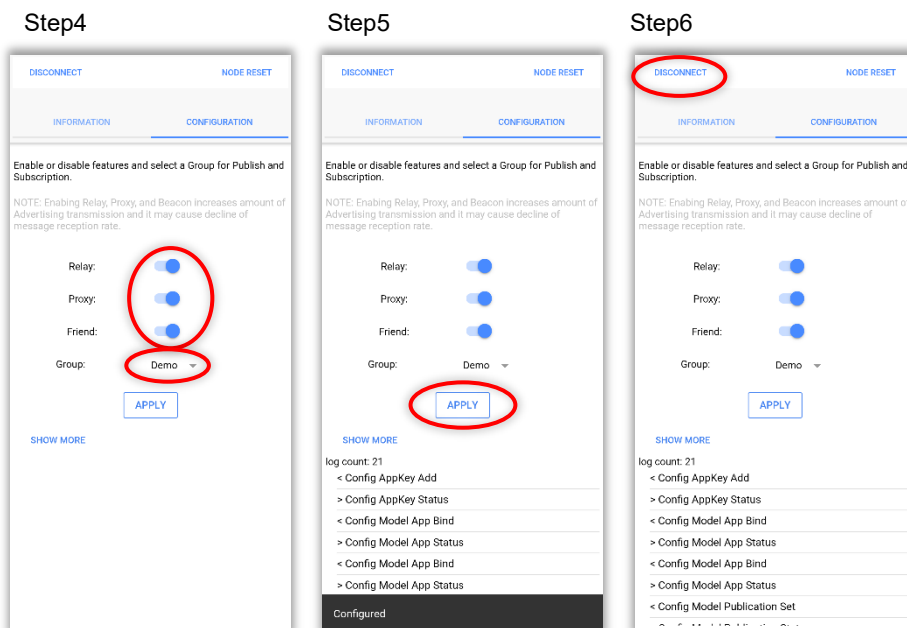 Step4
DISCONNECT NODE RESET
INFORMATION CONFIGURATION
Enable or disable features and select a Group for Publish and
Subscription.
NOTE: Enabling Relay, Proxy, and Beacon increases amount of
Advertising transmission and it may cause decline of
message reception rate.
Relay:
Proxy:
Friend:
Group: Demo
APPLY
SHOW MORE
Step5
DISCONNECT NODE RESET
INFORMATION CONFIGURATION
Enable or disable features and select a Group for Publish and
Subscription.
NOTE: Enabling Relay, Proxy, and Beacon increases amount of
Advertising transmission and it may cause decline of
message reception rate.
Relay:
Proxy:
Friend:
Group: Demo
APPLY
SHOW MORE
log count: 21
< Config AppKey Add
> Config AppKey Status
< Config Model App Bind
> Config Model App Status
< Config Model App Bind
> Config Model App Status
Configured
Step6
DISCONNECT NODE RESET
INFORMATION CONFIGURATION
Enable or disable features and select a Group for Publish and
Subscription.
NOTE: Enabling Relay, Proxy, and Beacon increases amount of
Advertising transmission and it may cause decline of
message reception rate.
Relay:
Proxy:
Friend:
Group: Demo
APPLY
SHOW MORE
log count: 21
< Config AppKey Add
> Config AppKey Status
< Config Model App Bind
> Config Model App Status
< Config Model App Bind
> Config Model App Status
< Config Model Publication Set